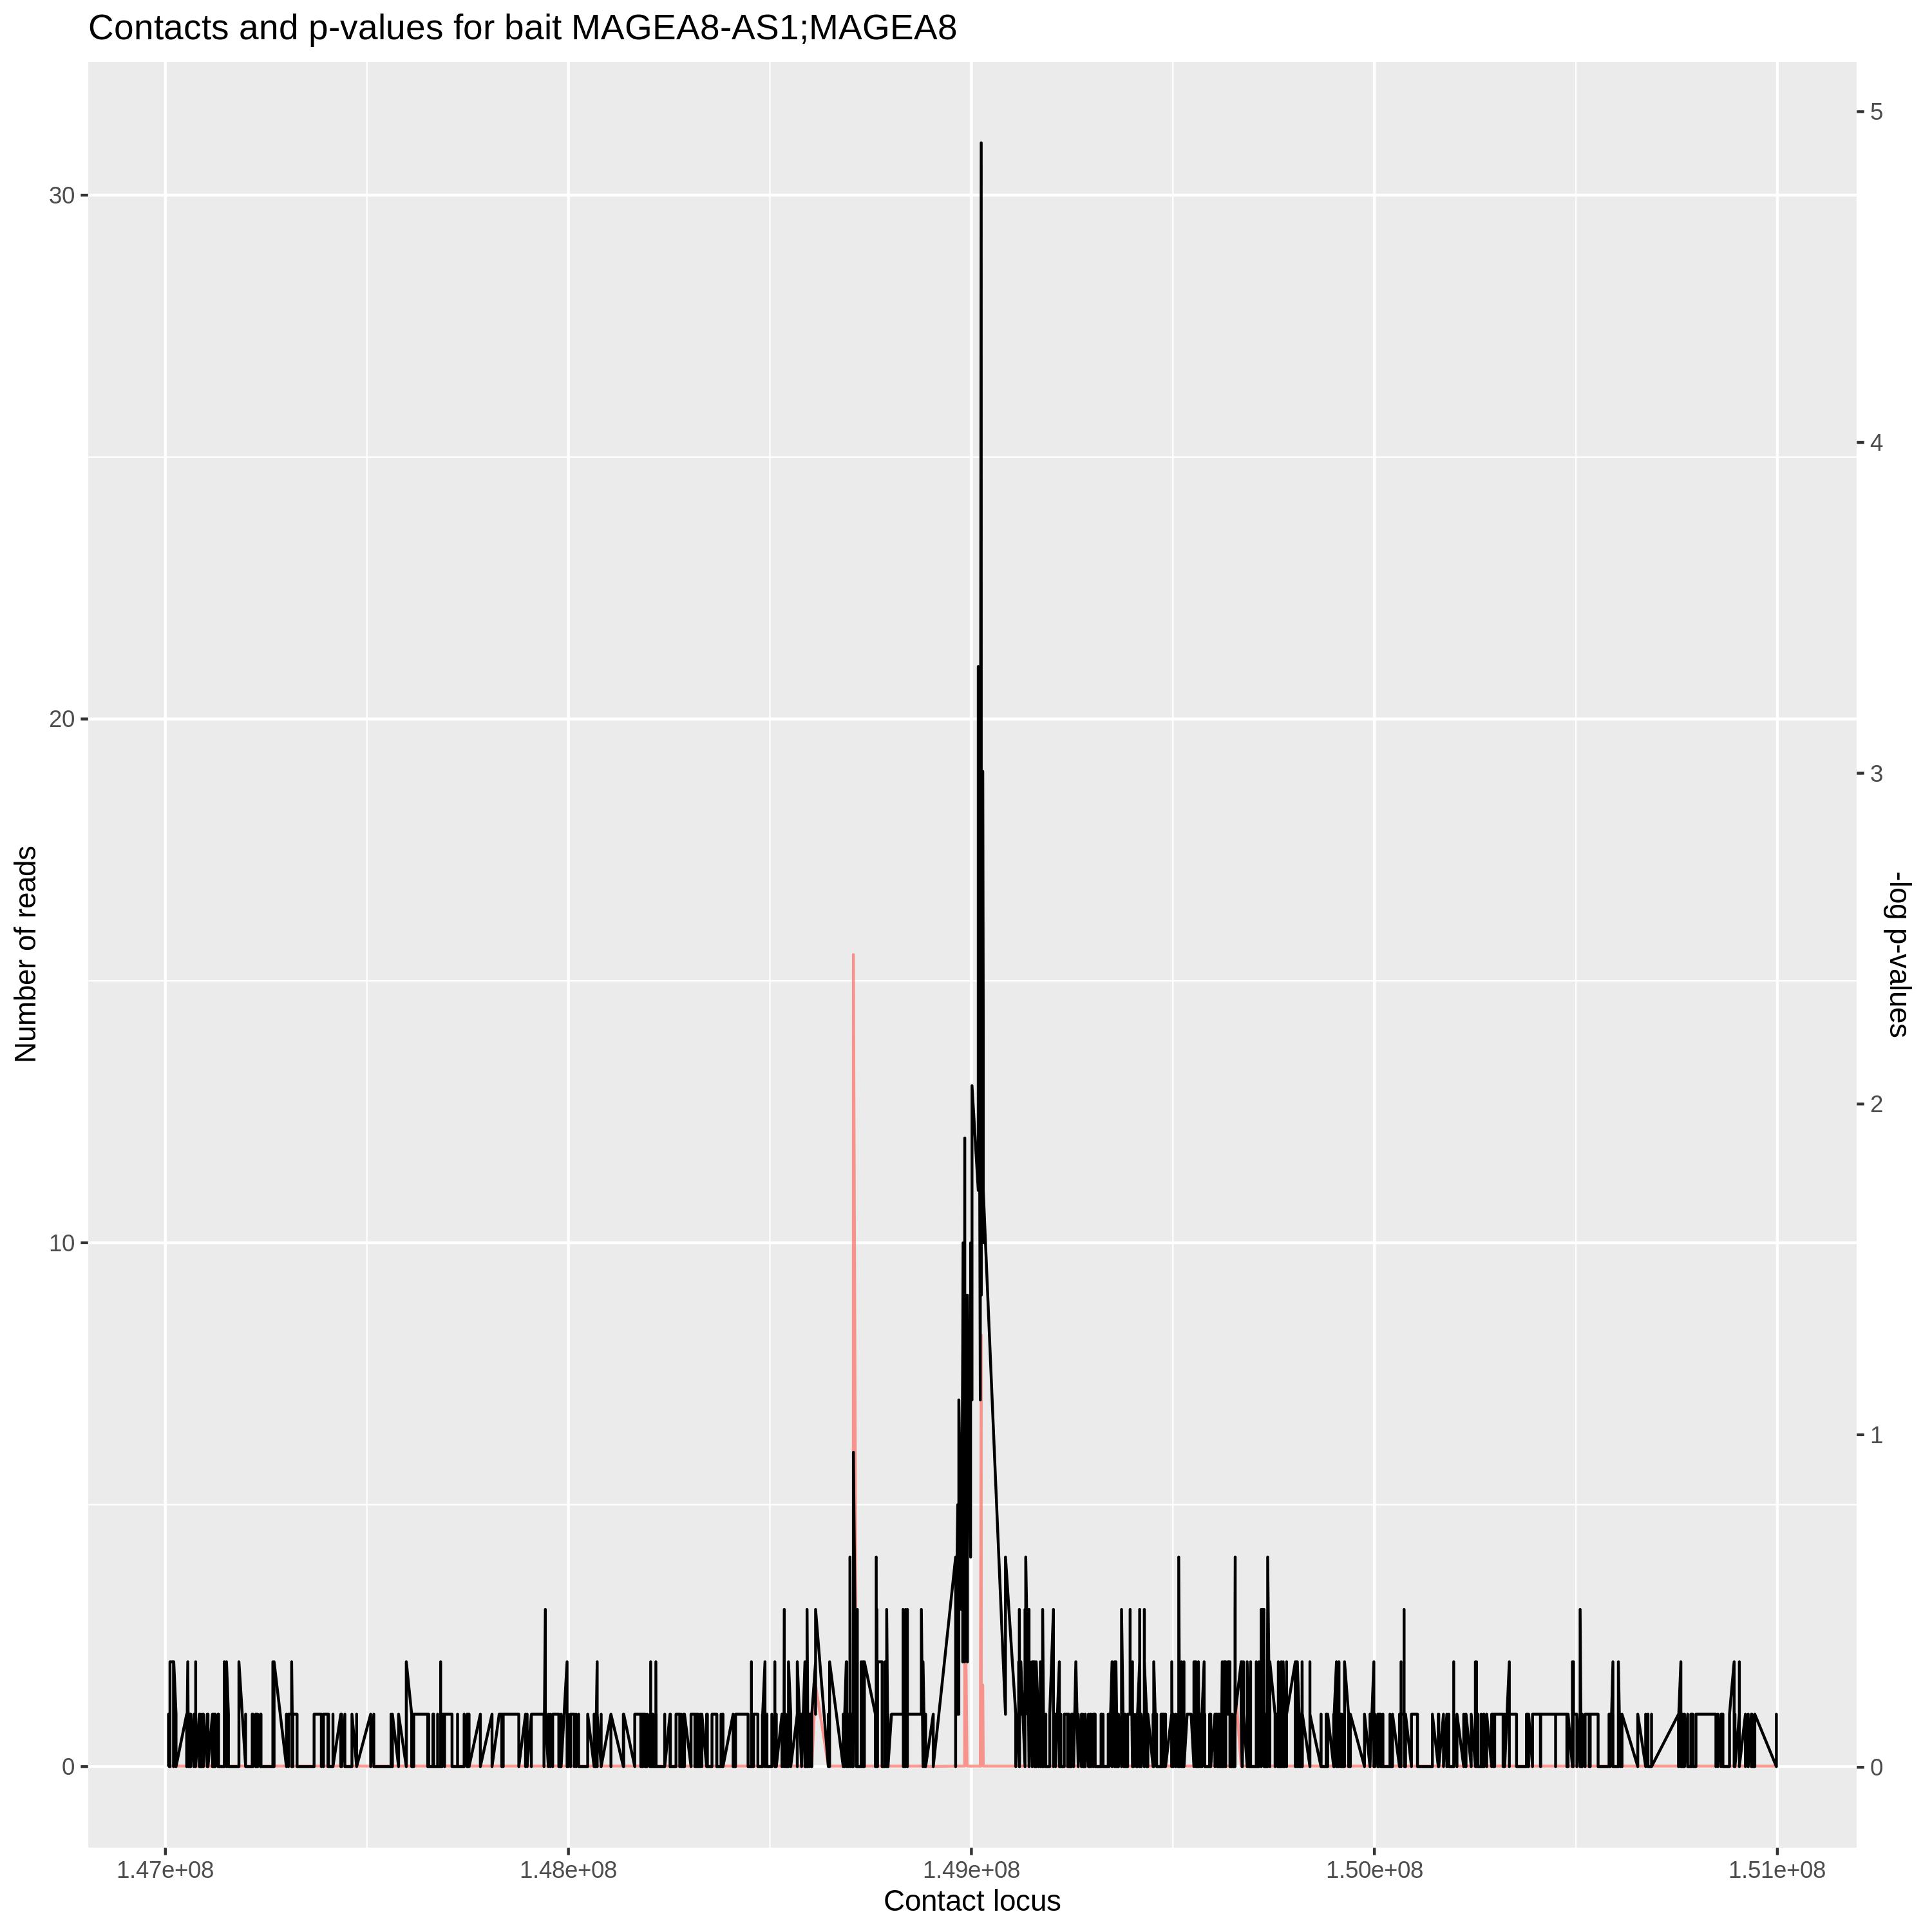 Contacts and p-values for bait MAGEA8-AS1;MAGEA8
30
20
10
0
Number of reads
5
4
3
2
1
0
-log p-values
1.47e+08
1.48e+08
1.49e+08
1.50e+08
1.51e+08
Contact locus